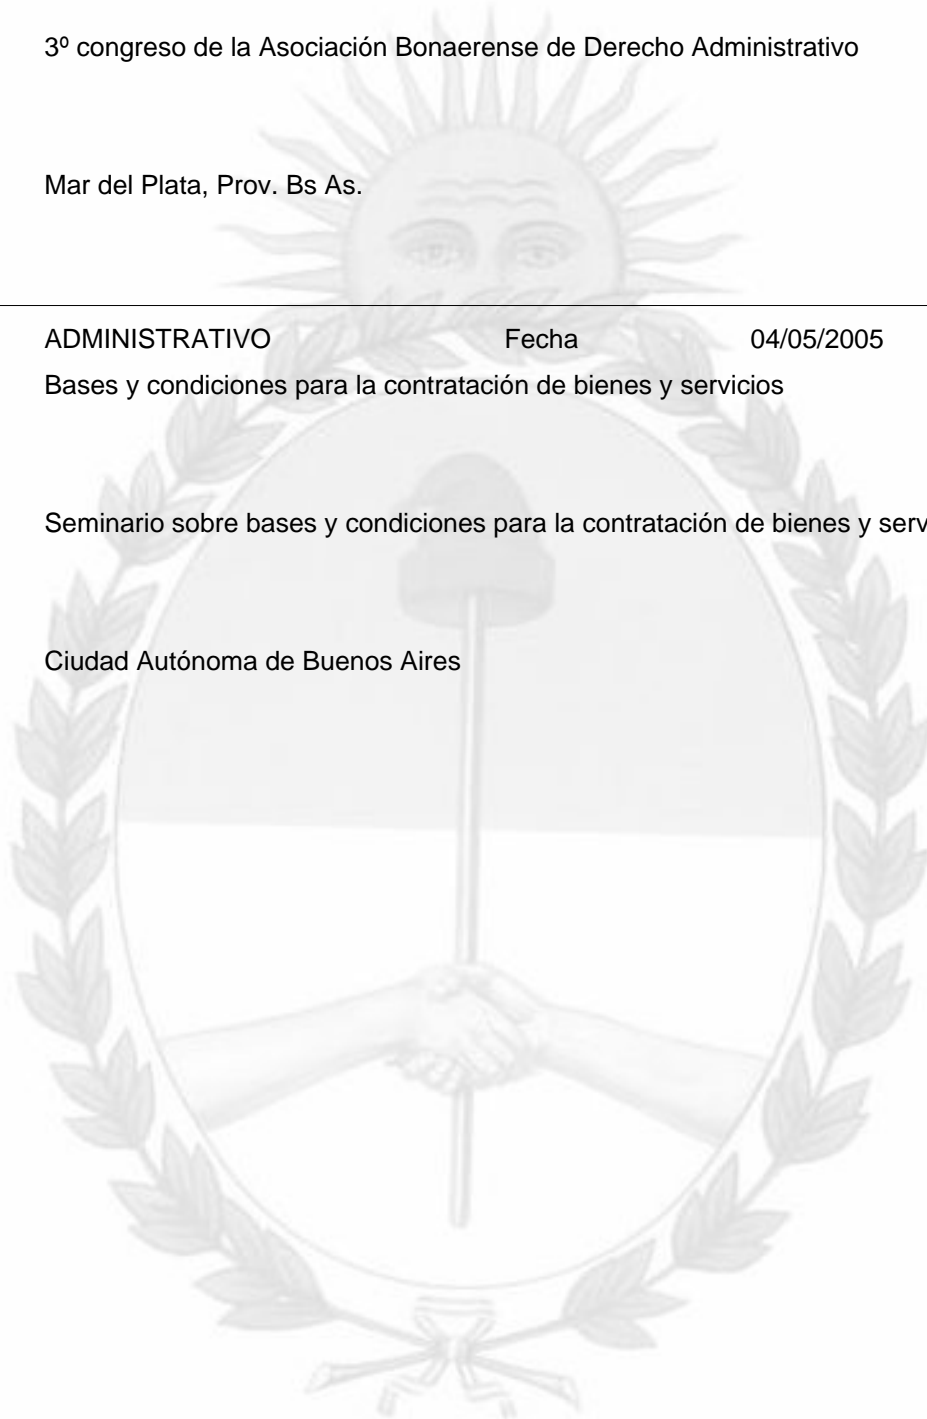 3º congreso de la Asociación Bonaerense de Derecho Administrativo
Mar del Plata, Prov. Bs As.
ADMINISTRATIVO Fecha 04/05/2005
Bases y condiciones para la contratación de bienes y servicios
Seminario sobre bases y condiciones para la contratación de bienes y serv
Ciudad Autónoma de Buenos Aires